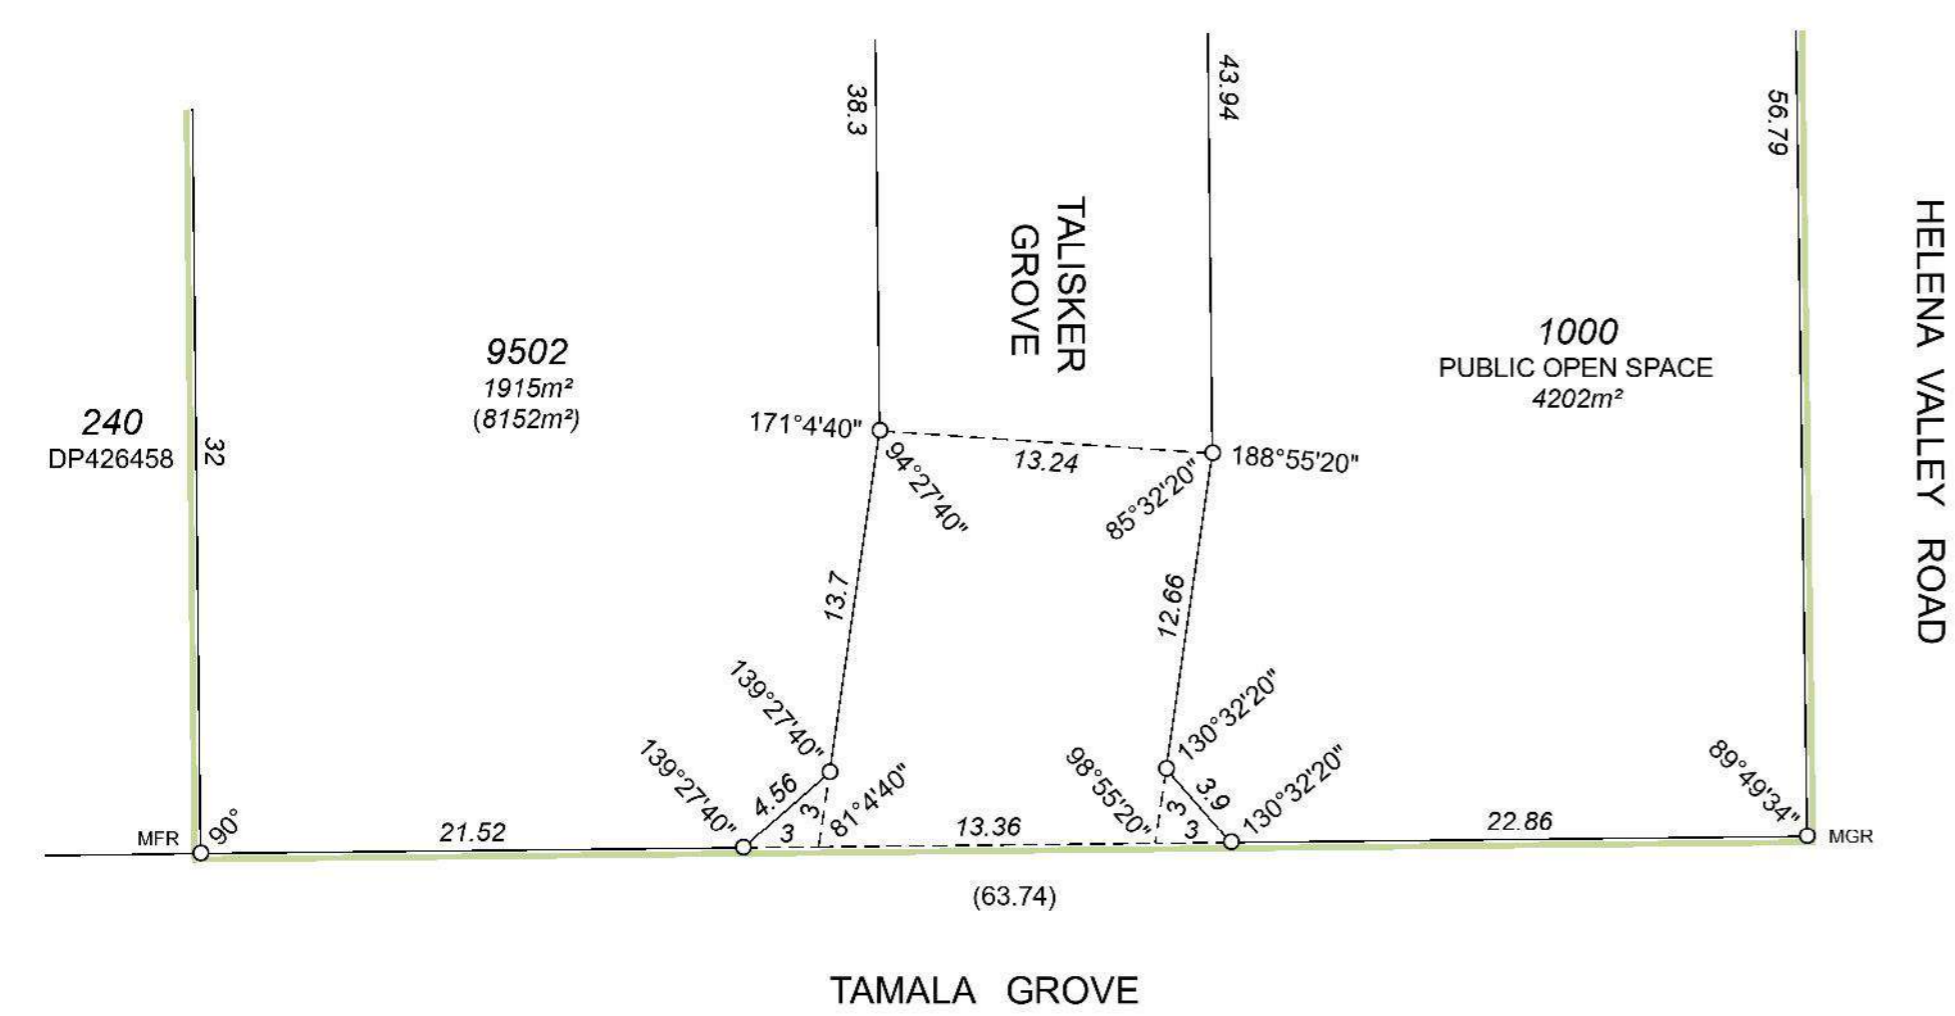 38.3
43.94
56.79
TALISKER
GROVE
HELENA VALLEY ROAD
9502
1915m²
(8152m²)
1000
PUBLIC OPEN SPACE
4202m²
240
DP426458
32
171°4'40"
94°27'40"
13.24
85°32'20"
188°55'20"
13.7
12.66
139°27'40"
139°27'40"
4.56
3
3
81°4'40"
98°55'20"
130°32'20"
3.9
3
3
130°32'20"
89°49'34"
MFR
90°
21.52
13.36
22.86
MGR
(63.74)
TAMALA GROVE